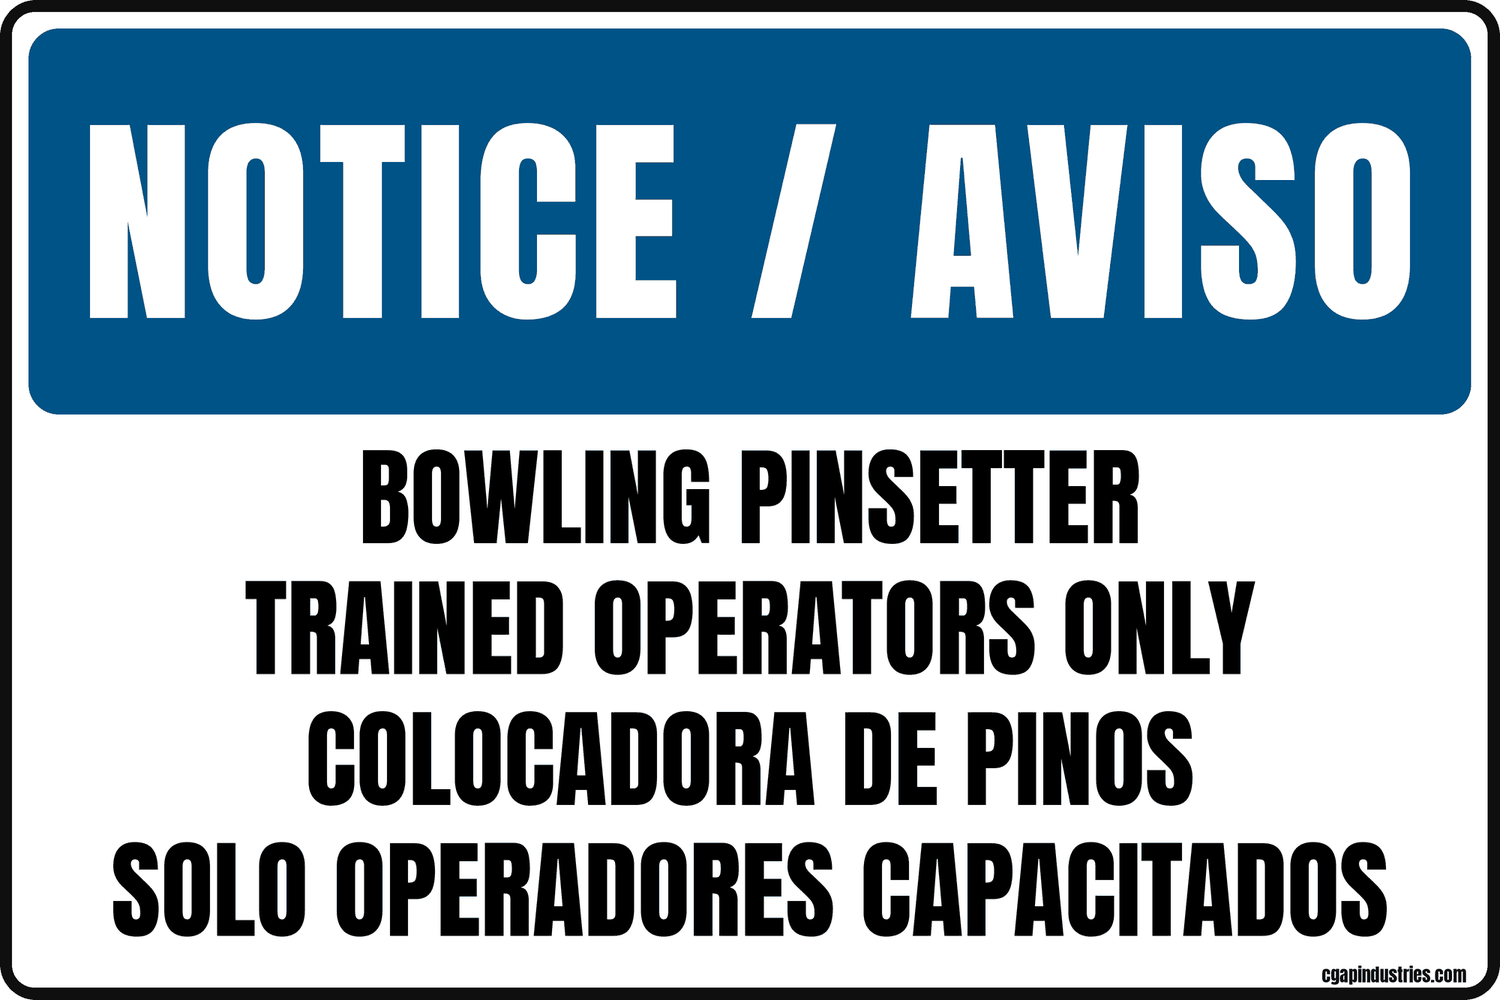 NOTICE / AVISO
BOWLING PINSETTER
TRAINED OPERATORS ONLY
COLOCADORA DE PINOS
SOLO OPERADORES CAPACITADOS
cgapindustries.com